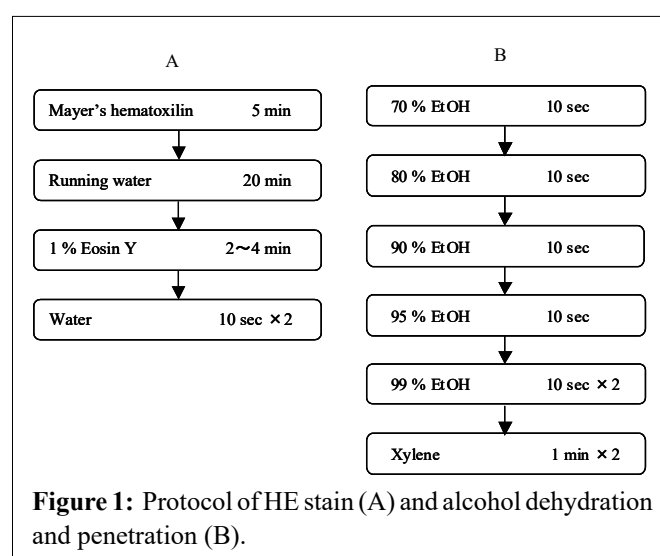 A
Mayer's hematoxilin 5 min
Running water 20 min
1 % Eosin Y 2〜4 min
Water 10 sec × 2
B
70 % EtOH 10 sec
80 % EtOH 10 sec
90 % EtOH 10 sec
95 % EtOH 10 sec
99 % EtOH 10 sec × 2
Xylene 1 min × 2
Figure 1: Protocol of HE stain (A) and alcohol dehydration
and penetration (B).